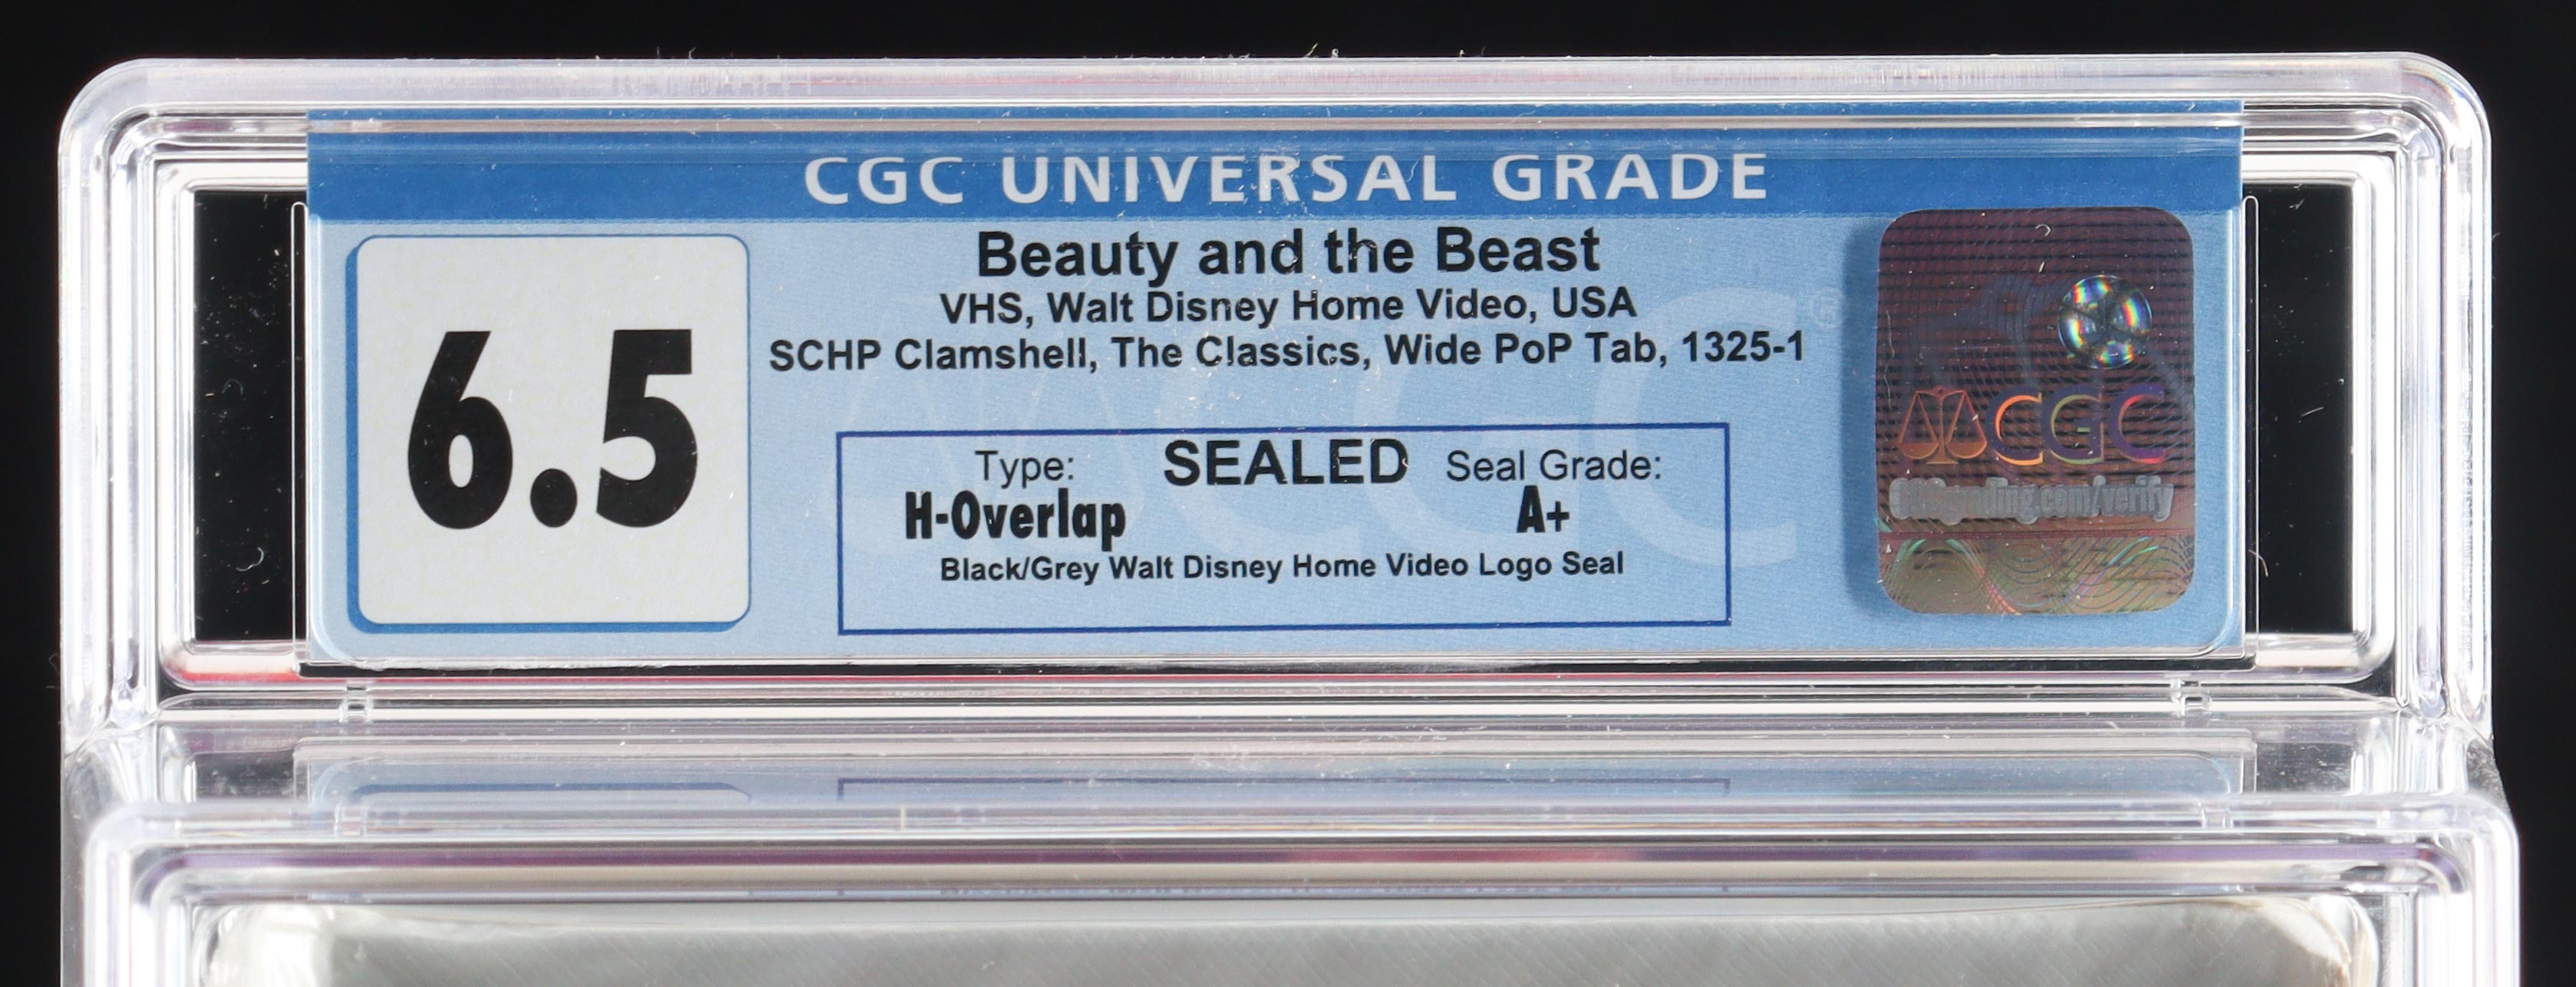 CGC UNIVERSAL GRADE
Beauty and the Beast
VHS, Walt Disney Home Video, USA
SCHP Clamshell, The Classics, Wide PoP Tab, 1325-1
6.5
Type: SEALED Seal Grade:
H-Overlap A+
Black/Grey Walt Disney Home Video Logo Seal
CGC
CGC